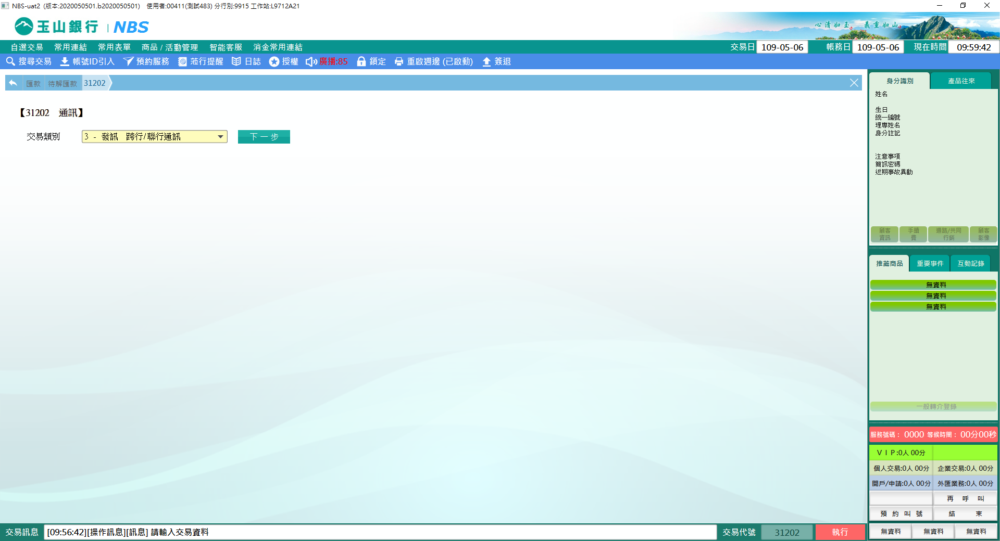 NBS-uat2 (版本:2020050501.b2020050501) 使用者:00411(測試483) 分行別:9915 工作站:L9712A21
玉山銀行 | NBS
心清如玉。義重如山。
自選交易 常用連結 常用表單 商品 / 活動管理 智能客服 消金常用連結 交易日 109-05-06 帳務日 109-05-06 現在時間 09:59:42
搜尋交易 帳號ID引入 預約服務 蒞行提醒 日誌 授權 廣播:85 鎖定 重啟週邊 (已啟動) 簽退
匯款 待解匯款 31202
【31202 通訊】
交易類別 3 - 發訊 跨行/聯行通訊 下一步
身分識別 產品往來
姓名
生日
統一編號
理專姓名
身分註記
注意事項
簡訊密碼
近期事故異動
顧客資訊 手續費 通路/共同行銷 顧客影像
推薦商品 重要事件 互動記錄
無資料
無資料
無資料
一般轉介登錄
服務號碼： 0000 等候時間： 00分00秒
ＶＩＰ:0人 00分
個人交易:0人 00分 企業交易:0人 00分
開戶/申請:0人 00分 外匯業務:0人 00分
再 呼 叫
預 約 叫 號 結 束
無資料 無資料 無資料
交易訊息 [09:56:42][操作訊息][訊息] 請輸入交易資料 交易代號 31202 執行